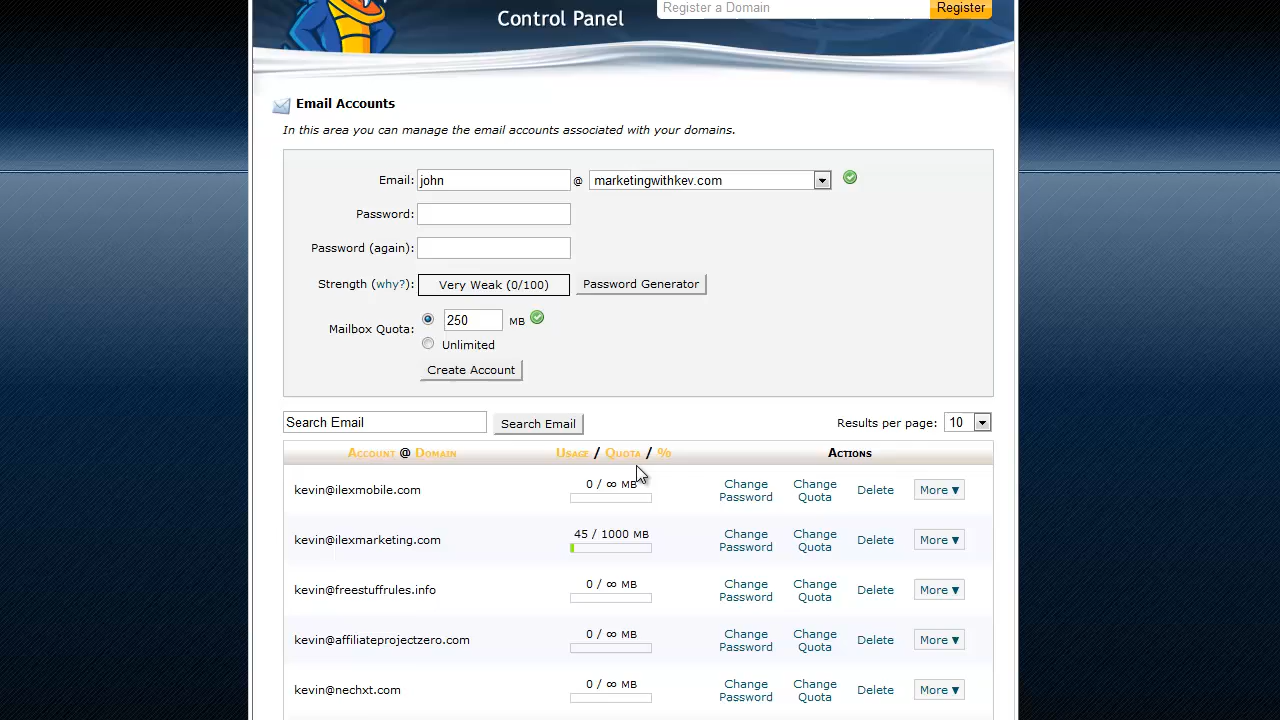 Control Panel
Register a Domain
Register
Email Accounts
In this area you can manage the email accounts associated with your domains.
Email: john @ marketingwithkev.com
Password:
Password (again):
Strength (why?): Very Weak (0/100) Password Generator
Mailbox Quota: 250 MB
Unlimited
Create Account
Search Email Search Email Results per page: 10
Account @ Domain Usage / Quota / % Actions
kevin@ilexmobile.com 0 / ∞ MB Change Password Change Quota Delete More ▼
kevin@ilexmarketing.com 45 / 1000 MB Change Password Change Quota Delete More ▼
kevin@freestuffrules.info 0 / ∞ MB Change Password Change Quota Delete More ▼
kevin@affiliateprojectzero.com 0 / ∞ MB Change Password Change Quota Delete More ▼
kevin@nechxt.com 0 / ∞ MB Change Password Change Quota Delete More ▼